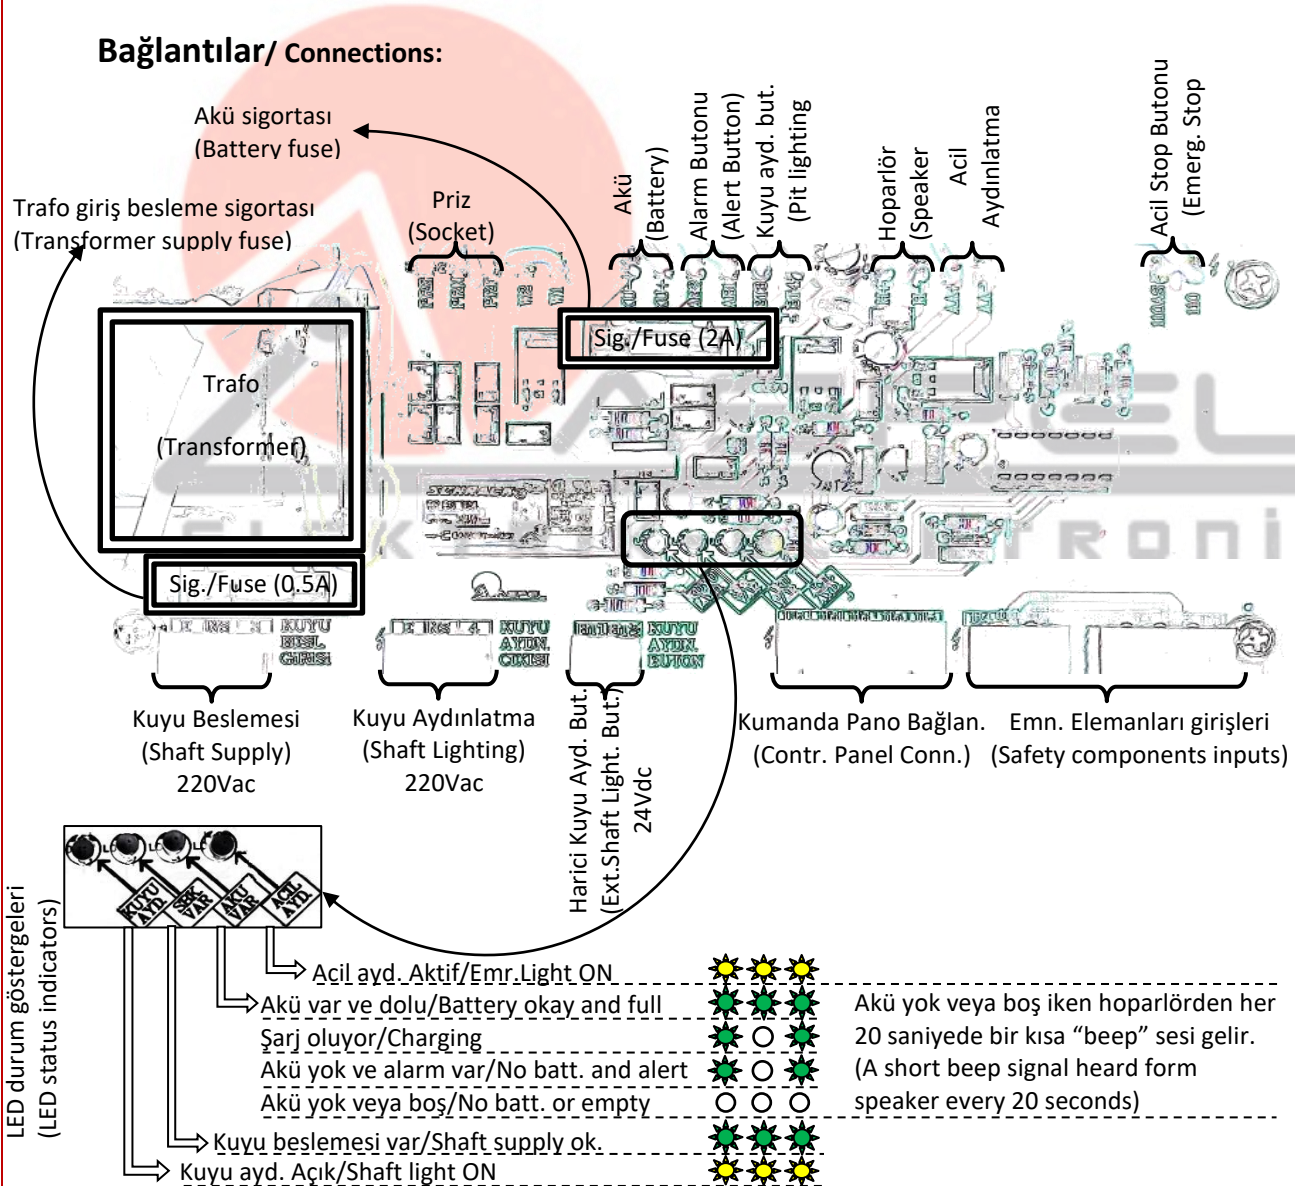 Bağlantılar/ Connections:
Akü sigortası
(Battery fuse)
Trafo giriş besleme sigortası
(Transformer supply fuse)
Priz
(Socket)
Akü
(Battery)
Alarm Butonu
(Alert Button)
Kuyu ayd. but.
(Pit lighting
Hoparlör
(Speaker
Acil
Aydınlatma
Acil Stop Butonu
(Emerg. Stop
Sig./Fuse (2A)
Trafo
(Transformer)
Sig./Fuse (0.5A)
KUYU
BESL.
GİRİSİ
KUYU
AYDN.
CIKISI
KUYU
AYDN.
BUTON
Kuyu Beslemesi
(Shaft Supply)
220Vac
Kuyu Aydınlatma
(Shaft Lighting)
220Vac
Harici Kuyu Ayd. But.
(Ext.Shaft Light. But.)
24Vdc
Kumanda Pano Bağlan.
(Contr. Panel Conn.)
Emn. Elemanları girişleri
(Safety components inputs)
KUYU
AYD.
SBK.
VAR
AKU
VAR
ACIL
AYD.
LED durum göstergeleri
(LED status indicators)
Acil ayd. Aktif/Emr.Light ON
Akü var ve dolu/Battery okay and full
Şarj oluyor/Charging
Akü yok ve alarm var/No batt. and alert
Akü yok veya boş/No batt. or empty
Kuyu beslemesi var/Shaft supply ok.
Kuyu ayd. Açık/Shaft light ON
Akü yok veya boş iken hoparlörden her
20 saniyede bir kısa “beep” sesi gelir.
(A short beep signal heard form
speaker every 20 seconds)